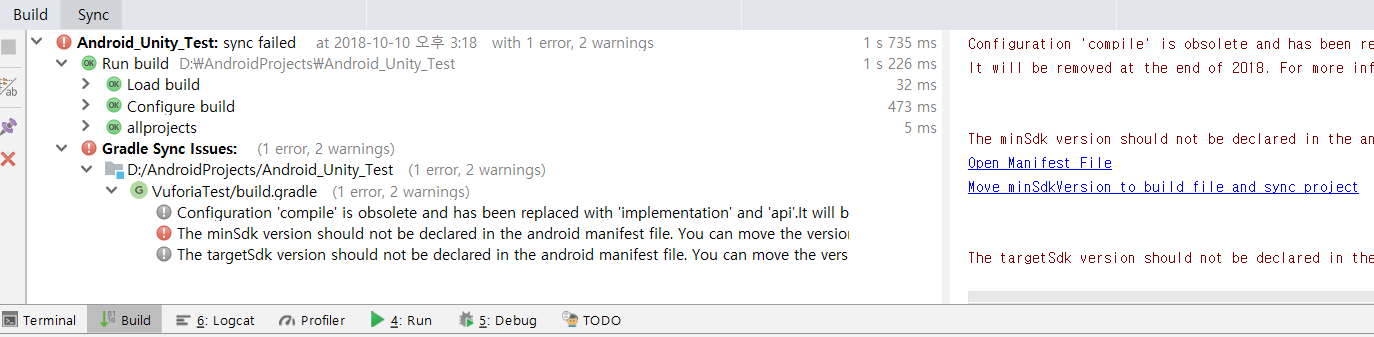 Build Sync
Android_Unity_Test: sync failed at 2018-10-10 오후 3:18 with 1 error, 2 warnings 1 s 735 ms
Run build D:₩AndroidProjects₩Android_Unity_Test 1 s 226 ms
Load build 32 ms
Configure build 473 ms
allprojects 5 ms
Gradle Sync Issues: (1 error, 2 warnings)
D:/AndroidProjects/Android_Unity_Test (1 error, 2 warnings)
VuforiaTest/build.gradle (1 error, 2 warnings)
Configuration 'compile' is obsolete and has been replaced with 'implementation' and 'api'.It will b
The minSdk version should not be declared in the android manifest file. You can move the version
The targetSdk version should not be declared in the android manifest file. You can move the vers
Configuration 'compile' is obsolete and has been re
It will be removed at the end of 2018. For more inf
The minSdk version should not be declared in the an
Open Manifest File
Move minSdkVersion to build file and sync project
The targetSdk version should not be declared in the
Terminal Build 6: Logcat Profiler 4: Run 5: Debug TODO